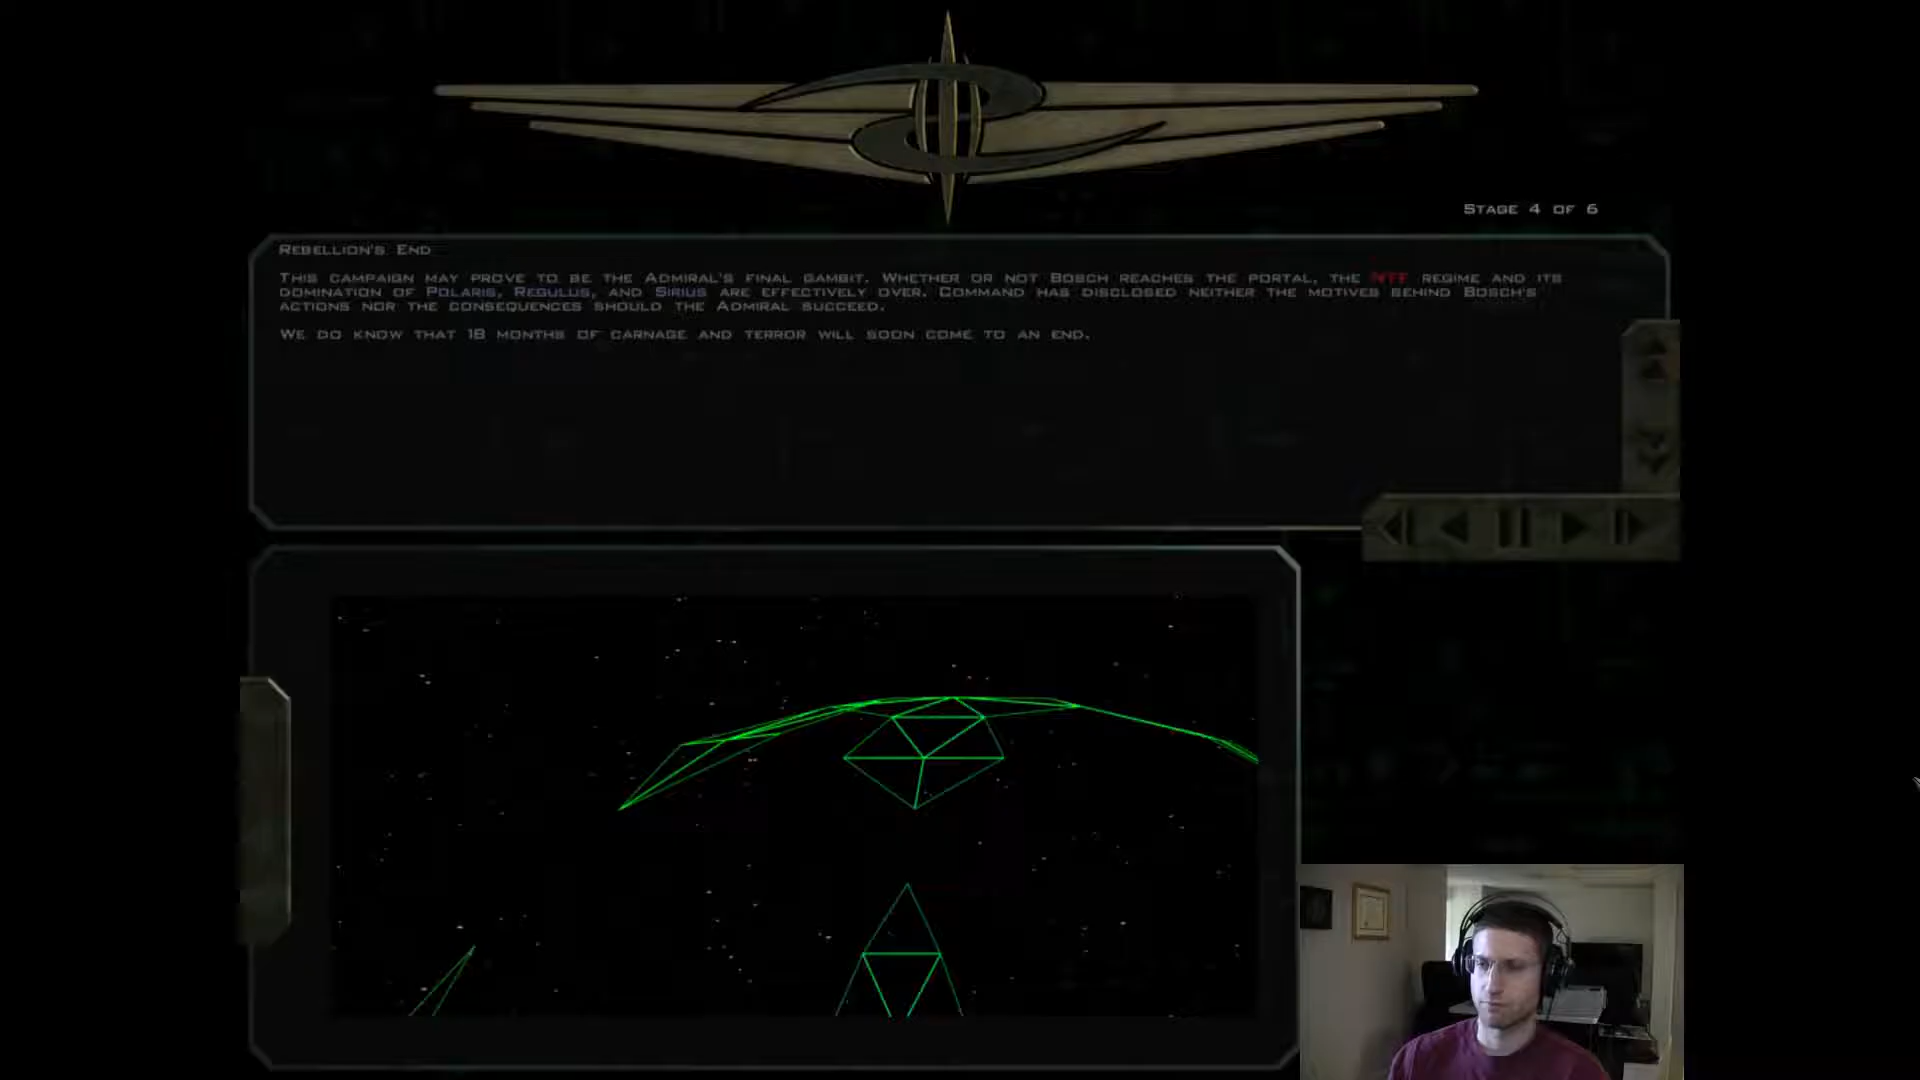 Stage 4 of 6
Rebellion's End
This campaign may prove to be the Admiral's final gambit. Whether or not Bosch reaches the portal, the NTF regime and its
domination of Polaris, Regulus, and Sirius are effectively over. Command has disclosed neither the motives behind Bosch's
actions nor the consequences should the Admiral succeed.
We do know that 18 months of carnage and terror will soon come to an end.